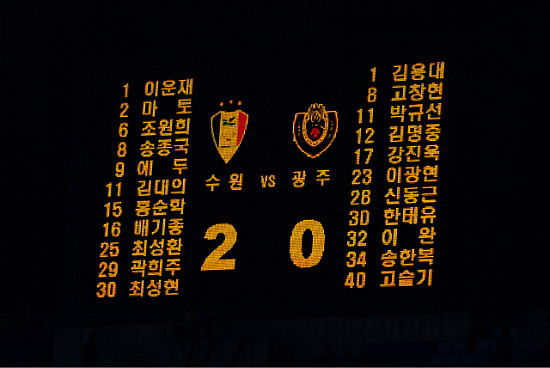 1 이운재
2 마 토
6 조원희
8 송종국
9 에 두
11 김대의
15 홍순학
16 배기종
25 최성환
29 곽희주
30 최성현
수원 vs 광주
2 0
1 김용대
8 고창현
11 박규선
12 김명중
17 강진욱
23 이광현
28 신동근
30 한태유
32 이 완
34 송한복
40 고슬기